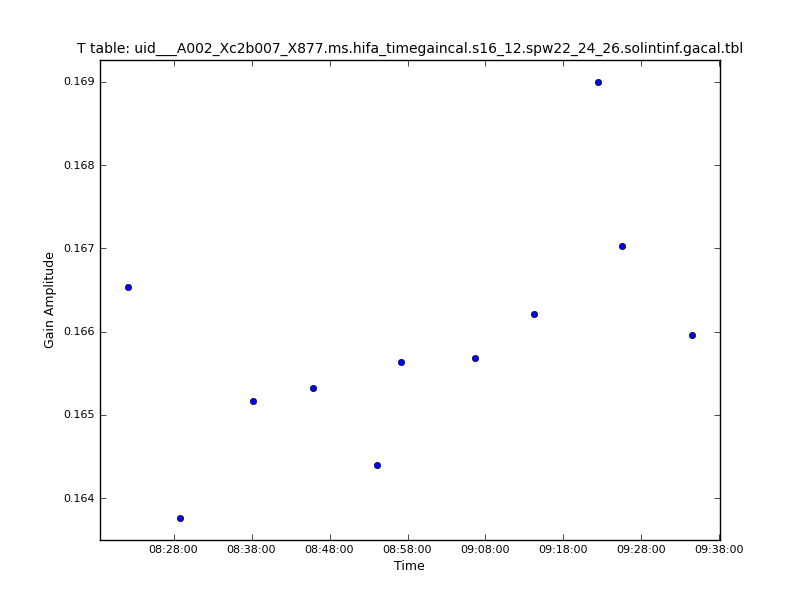 T table: uid___A002_Xc2b007_X877.ms.hifa_timegaincal.s16_12.spw22_24_26.solintinf.gacal.tbl
0.169
0.168
0.167
0.166
0.165
0.164
Gain Amplitude
08:28:00 08:38:00 08:48:00 08:58:00 09:08:00 09:18:00 09:28:00 09:38:00
Time